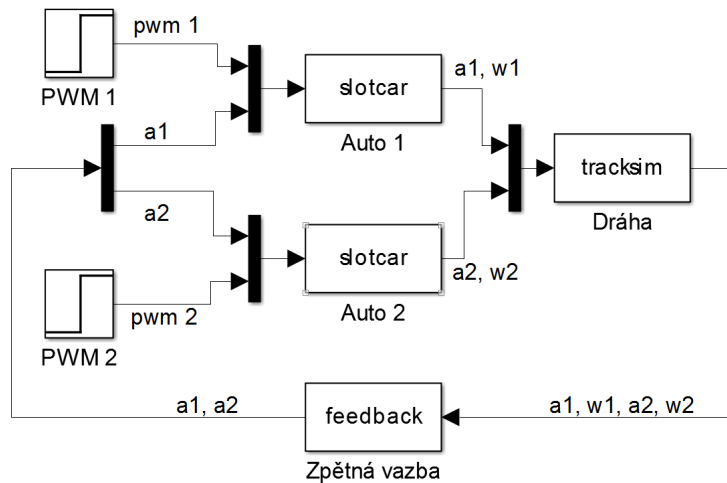 pwm 1
PWM 1
a1
slotcar
Auto 1
a1, w1
tracksim
Dráha
a2
slotcar
Auto 2
a2, w2
pwm 2
PWM 2
a1, a2
feedback
Zpětná vazba
a1, w1, a2, w2